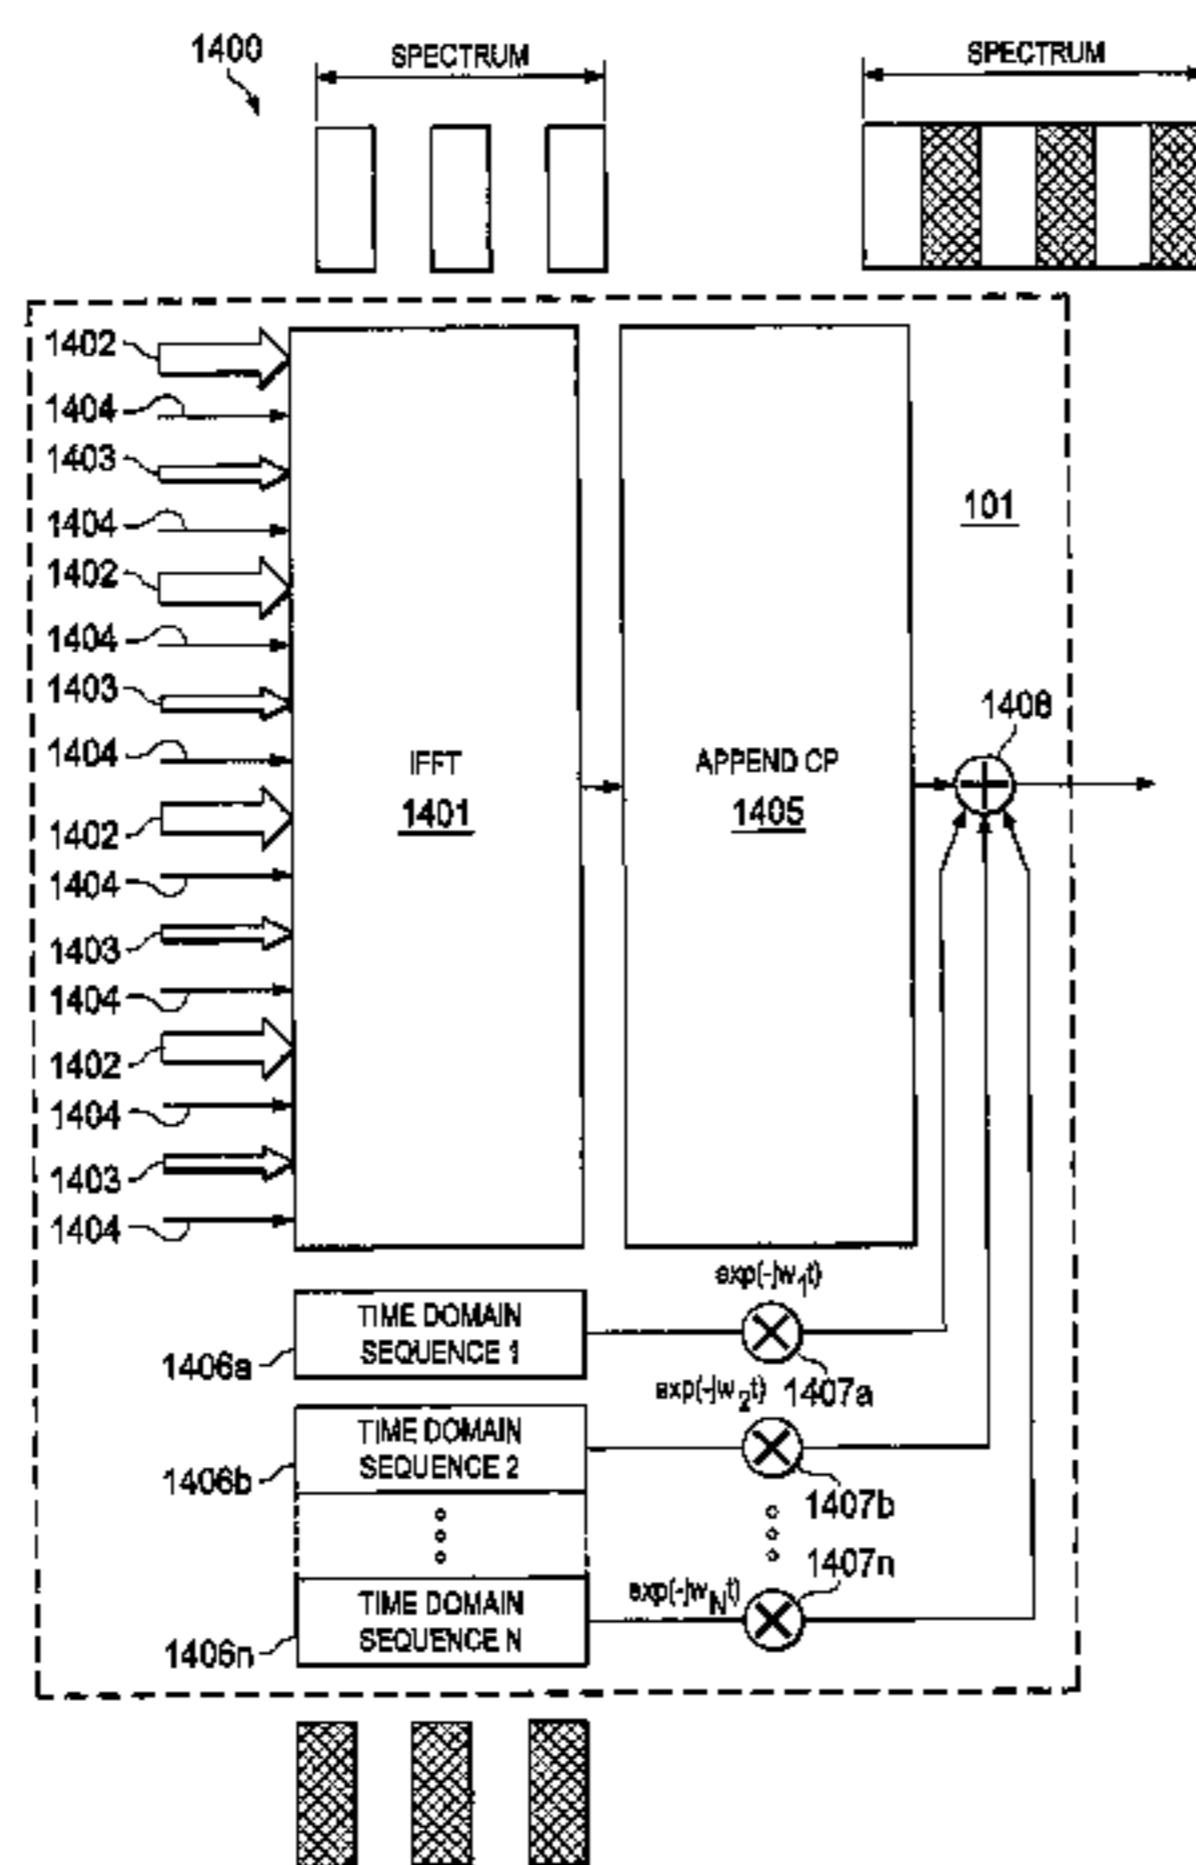 1400
SPECTRUM
SPECTRUM
1402
1404
1403
1404
1402
1404
1403
1404
1402
1404
1403
1404
1402
1404
1403
1404
IFFT
1401
APPEND CP
1405
101
1408
TIME DOMAIN
SEQUENCE 1
1406a
exp(-jw1t)
1407a
TIME DOMAIN
SEQUENCE 2
1406b
exp(-jw2t)
1407b
TIME DOMAIN
SEQUENCE N
1406n
exp(-jwNt)
1407n